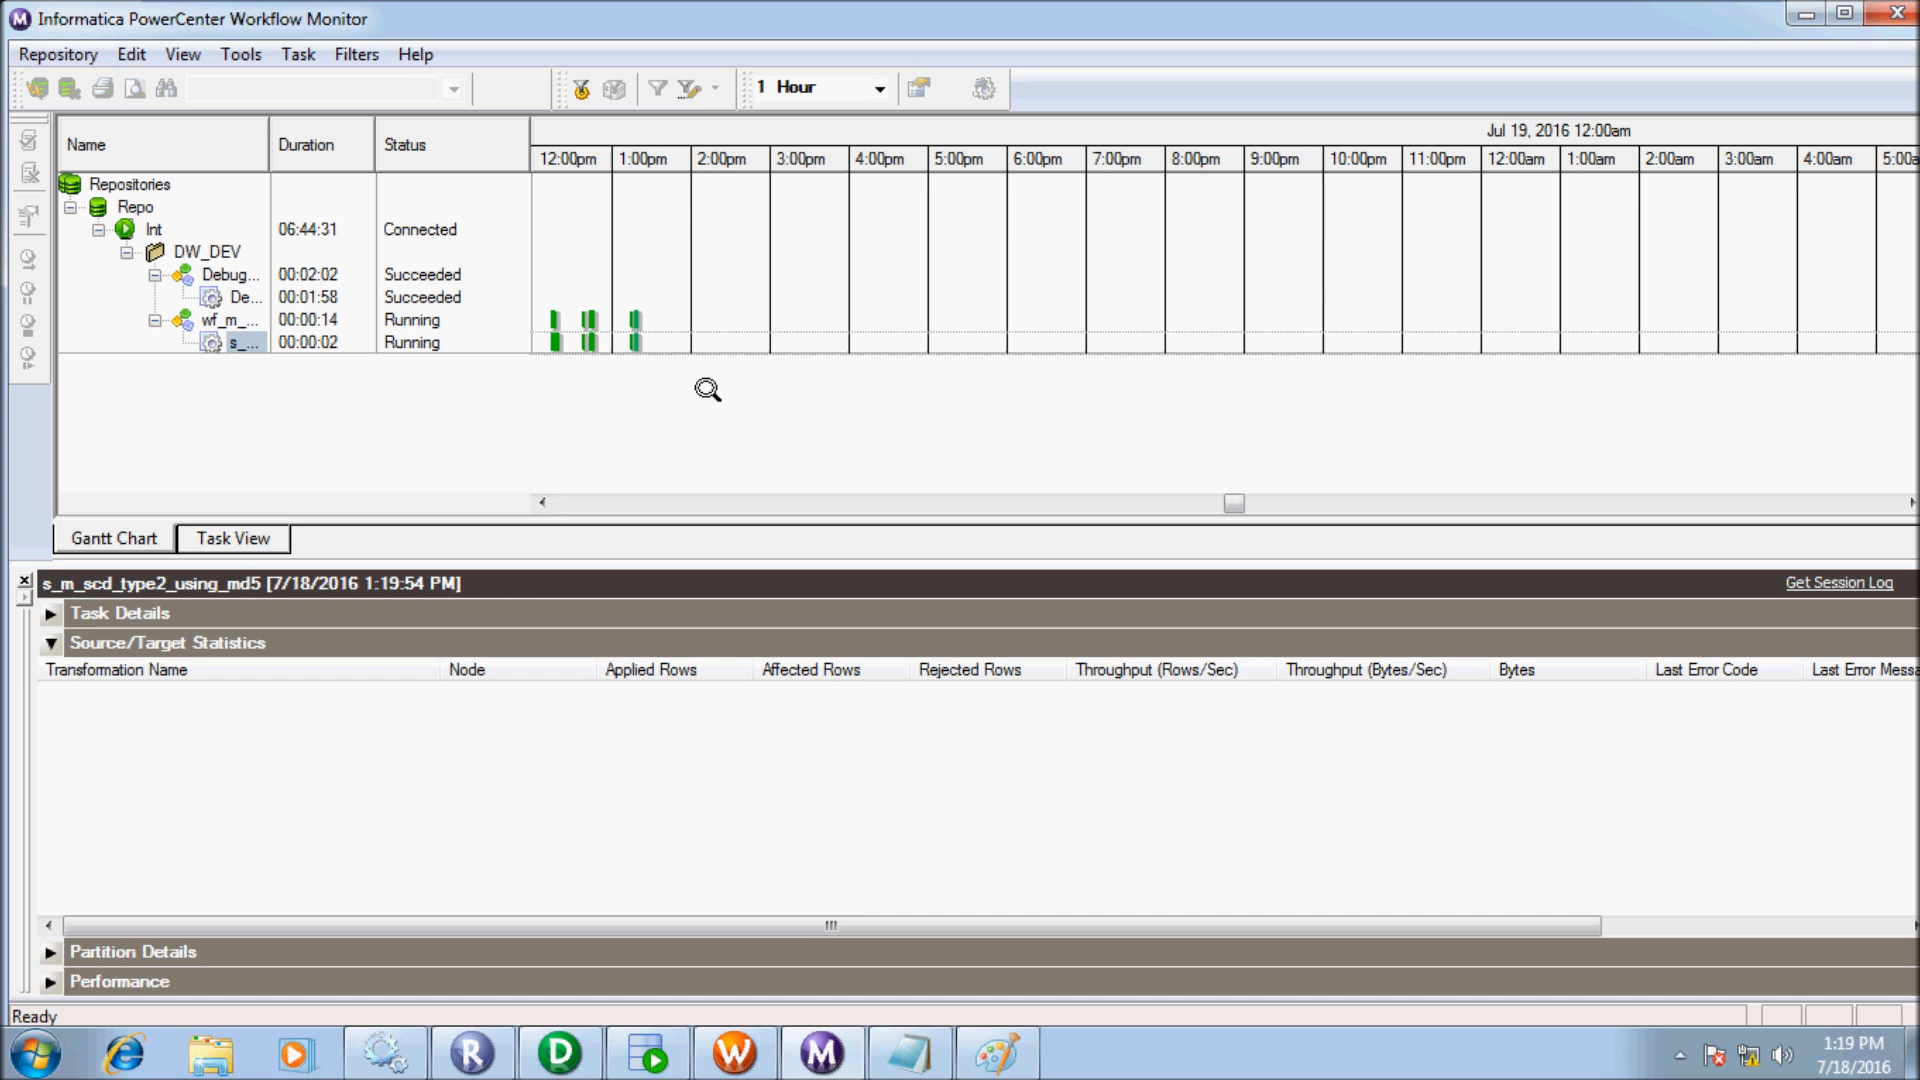 Informatica PowerCenter Workflow Monitor
Repository Edit View Tools Task Filters Help
1 Hour
Name Duration Status
Jul 19, 2016 12:00am
12:00pm 1:00pm 2:00pm 3:00pm 4:00pm 5:00pm 6:00pm 7:00pm 8:00pm 9:00pm 10:00pm 11:00pm 12:00am 1:00am 2:00am 3:00am 4:00am 5:00a
Repositories
Repo
Int 06:44:31 Connected
DW_DEV
Debug... 00:02:02 Succeeded
De... 00:01:58 Succeeded
wf_m_... 00:00:14 Running
s_... 00:00:02 Running
Gantt Chart Task View
s_m_scd_type2_using_md5 [7/18/2016 1:19:54 PM] Get Session Log
Task Details
Source/Target Statistics
Transformation Name Node Applied Rows Affected Rows Rejected Rows Throughput (Rows/Sec) Throughput (Bytes/Sec) Bytes Last Error Code Last Error Messa
Partition Details
Performance
Ready
R D W M
1:19 PM
7/18/2016